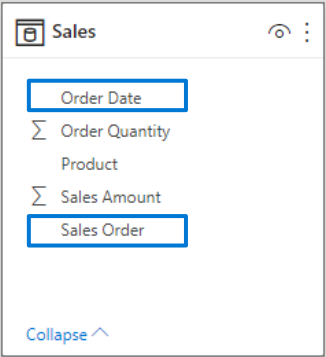 Sales
Order Date
Σ Order Quantity
Product
Σ Sales Amount
Sales Order
Collapse